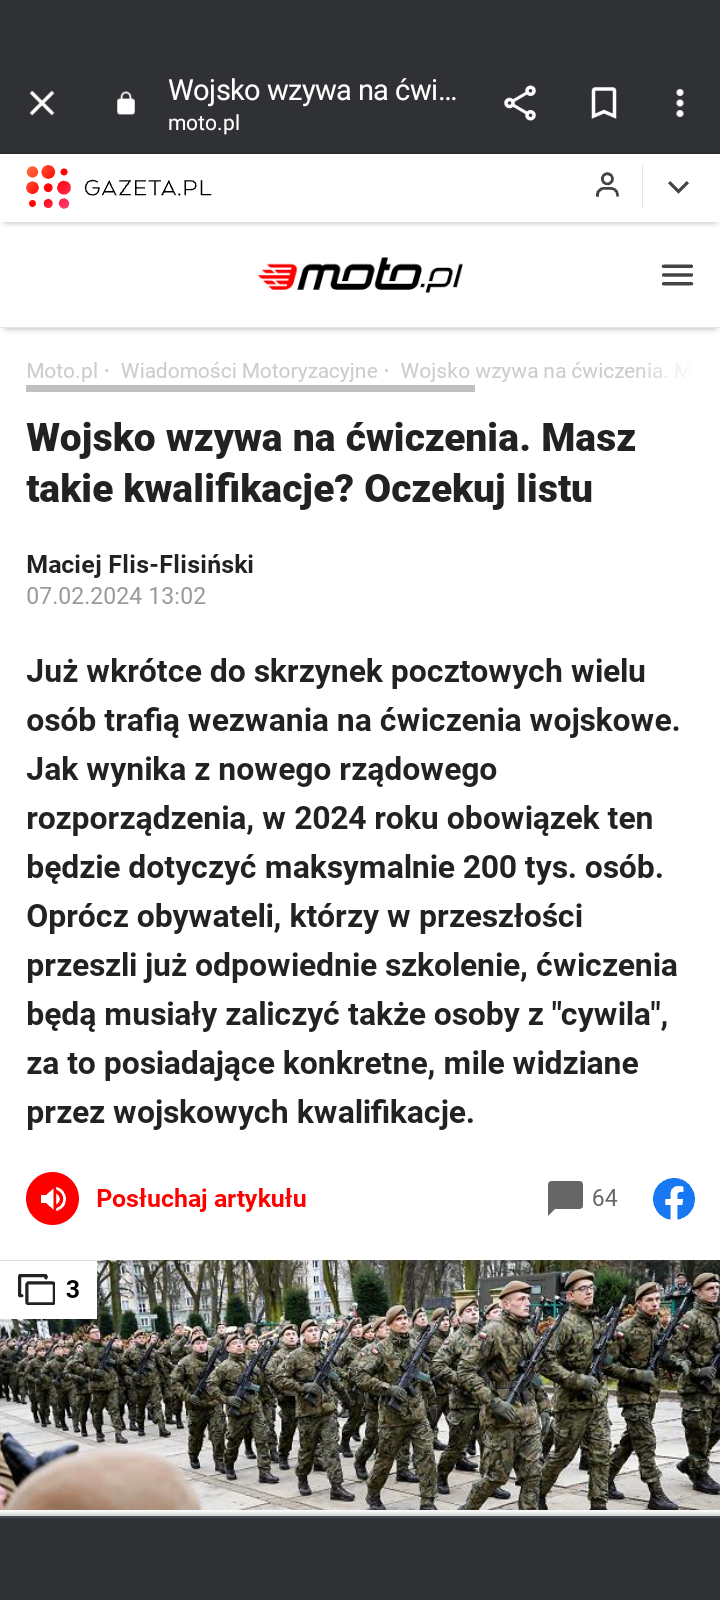 Wojsko wzywa na ćwi...
moto.pl
GAZETA.PL
moto.pl
Moto.pl · Wiadomości Motoryzacyjne · Wojsko wzywa na ćwiczenia. M
Wojsko wzywa na ćwiczenia. Masz
takie kwalifikacje? Oczekuj listu
Maciej Flis-Flisiński
07.02.2024 13:02
Już wkrótce do skrzynek pocztowych wielu
osób trafią wezwania na ćwiczenia wojskowe.
Jak wynika z nowego rządowego
rozporządzenia, w 2024 roku obowiązek ten
będzie dotyczyć maksymalnie 200 tys. osób.
Oprócz obywateli, którzy w przeszłości
przeszli już odpowiednie szkolenie, ćwiczenia
będą musiały zaliczyć także osoby z "cywila",
za to posiadające konkretne, mile widziane
przez wojskowych kwalifikacje.
Posłuchaj artykułu
64
3